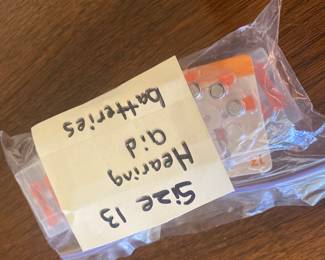 Size 13
Hearing
aid
batteries